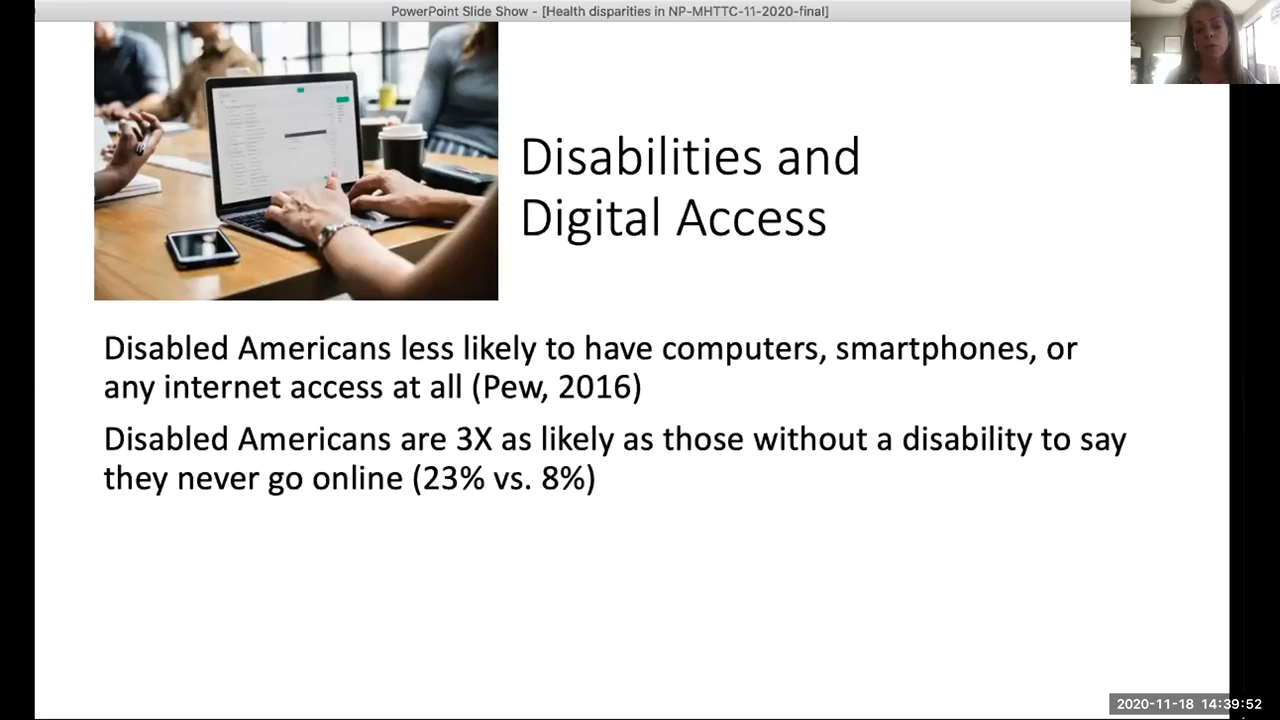 PowerPoint Slide Show - [Health disparities in NP-MHTTC-11-2020-final]
Disabilities and
Digital Access
Disabled Americans less likely to have computers, smartphones, or
any internet access at all (Pew, 2016)
Disabled Americans are 3X as likely as those without a disability to say
they never go online (23% vs. 8%)
2020-11-18 14:39:52